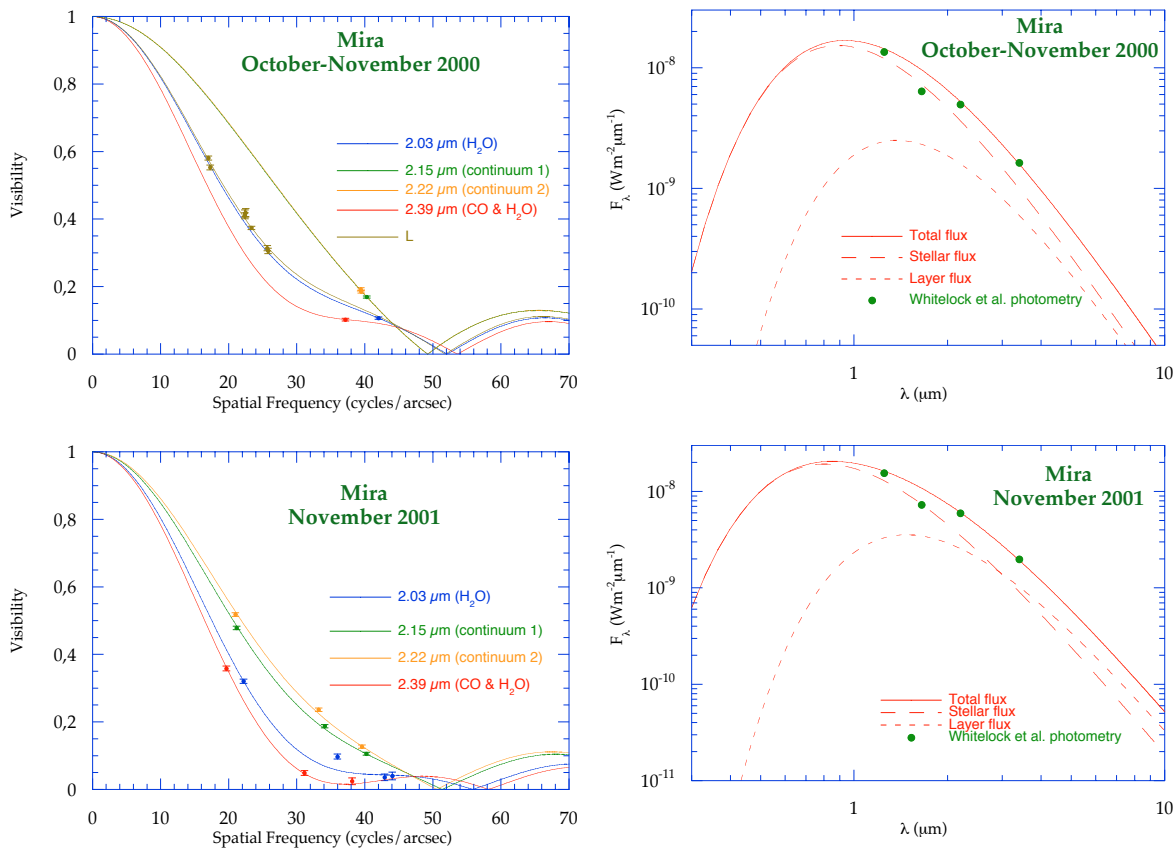 Mira
October-November 2000
2.03 µm (H₂O)
2.15 µm (continuum 1)
2.22 µm (continuum 2)
2.39 µm (CO & H₂O)
L
Visibility
1
0,8
0,6
0,4
0,2
0
0 10 20 30 40 50 60 70
Spatial Frequency (cycles/arcsec)
Mira
October-November 2000
Total flux
Stellar flux
Layer flux
Whitelock et al. photometry
F_λ (Wm⁻²µm⁻¹)
10⁻⁸
10⁻⁹
10⁻¹⁰
1 10
λ (µm)
Mira
November 2001
2.03 µm (H₂O)
2.15 µm (continuum 1)
2.22 µm (continuum 2)
2.39 µm (CO & H₂O)
Visibility
1
0,8
0,6
0,4
0,2
0
0 10 20 30 40 50 60 70
Spatial Frequency (cycles/arcsec)
Mira
November 2001
Total flux
Stellar flux
Layer flux
Whitelock et al. photometry
F_λ (Wm⁻²µm⁻¹)
10⁻⁸
10⁻⁹
10⁻¹⁰
10⁻¹¹
1 10
λ (µm)